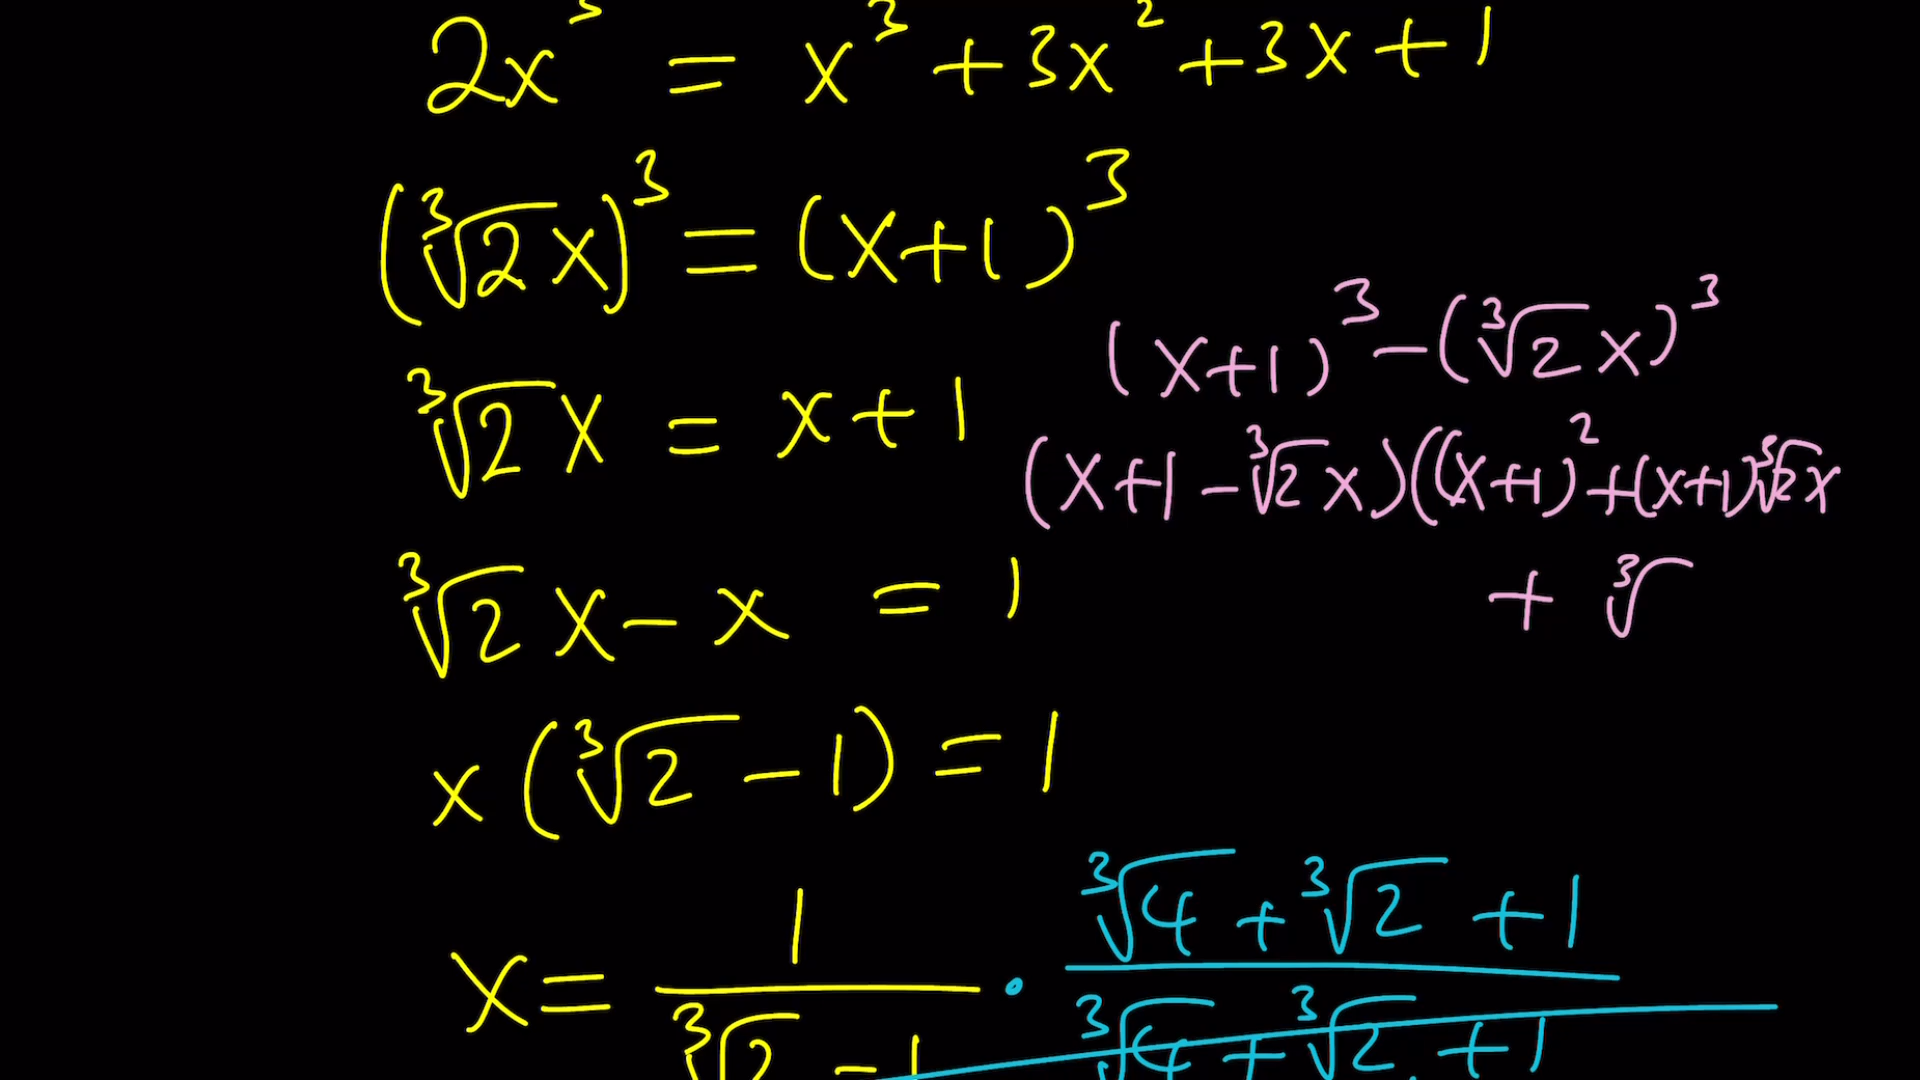 2x³ = x³ + 3x² + 3x + 1
(∛2 x)³ = (x+1)³
(x+1)³ - (∛2 x)³
∛2 x = x + 1
(x+1 - ∛2 x)((x+1)² + (x+1)∛2 x
+ ∛
∛2 x - x = 1
x (∛2 - 1) = 1
x = 1/(∛2 - 1) · (∛4 + ∛2 + 1)/(∛4 + ∛2 + 1)